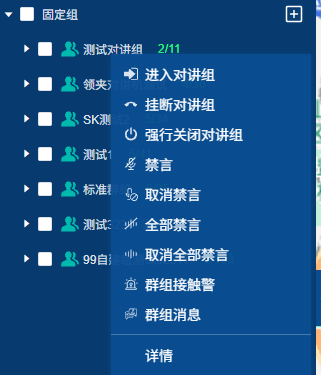 固定组
测试对讲组 2/11
进入对讲组
领夹对
挂断对讲组
SK测
强行关闭对讲组
测试1
禁言
标准
取消禁言
测试3
全部禁言
99自
取消全部禁言
群组接触警
群组消息
详情